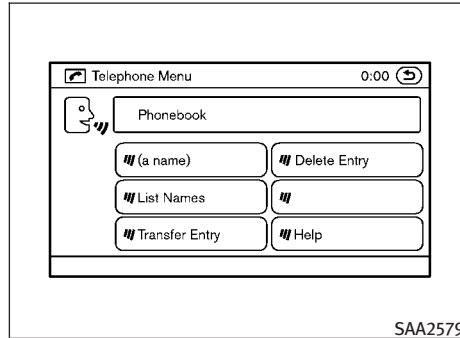 Telephone Menu 0:00
Phonebook
(a name) Delete Entry
List Names
Transfer Entry Help
SAA2579